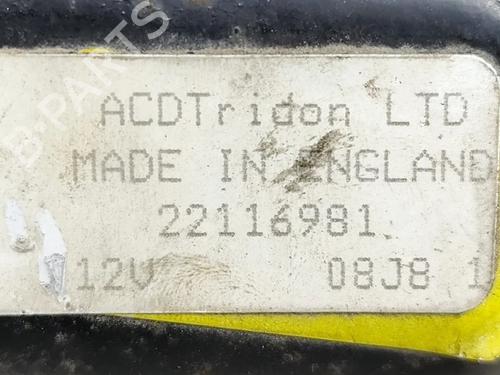 B-PARTS
ACDTridon LTD
MADE IN ENGLAND
22116981
12V 08J8 1